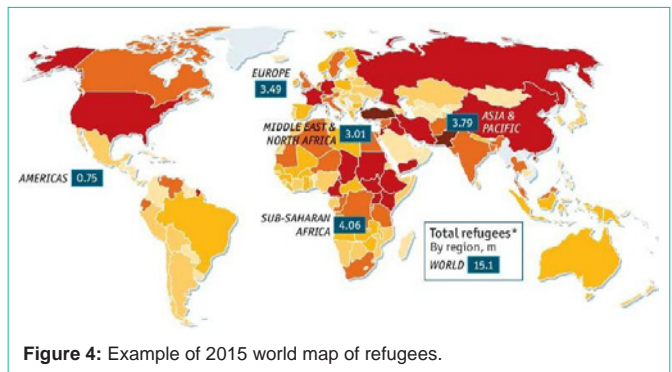 EUROPE
3.49
MIDDLE EAST &
NORTH AFRICA
3.01
3.79
ASIA &
PACIFIC
AMERICAS 0.75
SUB-SAHARAN
AFRICA
4.06
Total refugees*
By region, m
WORLD 15.1
Figure 4: Example of 2015 world map of refugees.